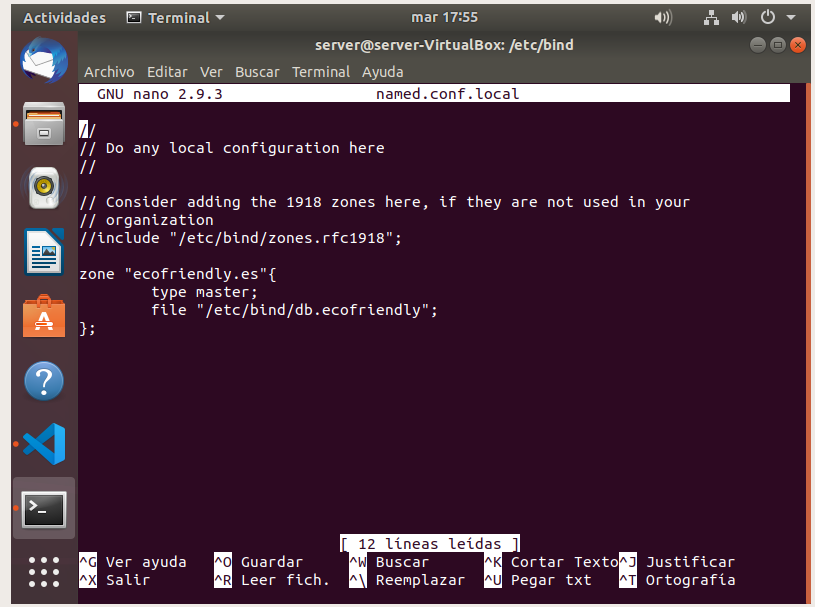 Actividades Terminal mar 17:55
server@server-VirtualBox: /etc/bind
Archivo Editar Ver Buscar Terminal Ayuda
GNU nano 2.9.3 named.conf.local
//
// Do any local configuration here
//
// Consider adding the 1918 zones here, if they are not used in your
// organization
//include "/etc/bind/zones.rfc1918";
zone "ecofriendly.es"{
type master;
file "/etc/bind/db.ecofriendly";
};
[ 12 líneas leídas ]
^G Ver ayuda ^O Guardar ^W Buscar ^K Cortar Texto ^J Justificar
^X Salir ^R Leer fich. ^\ Reemplazar ^U Pegar txt ^T Ortografía